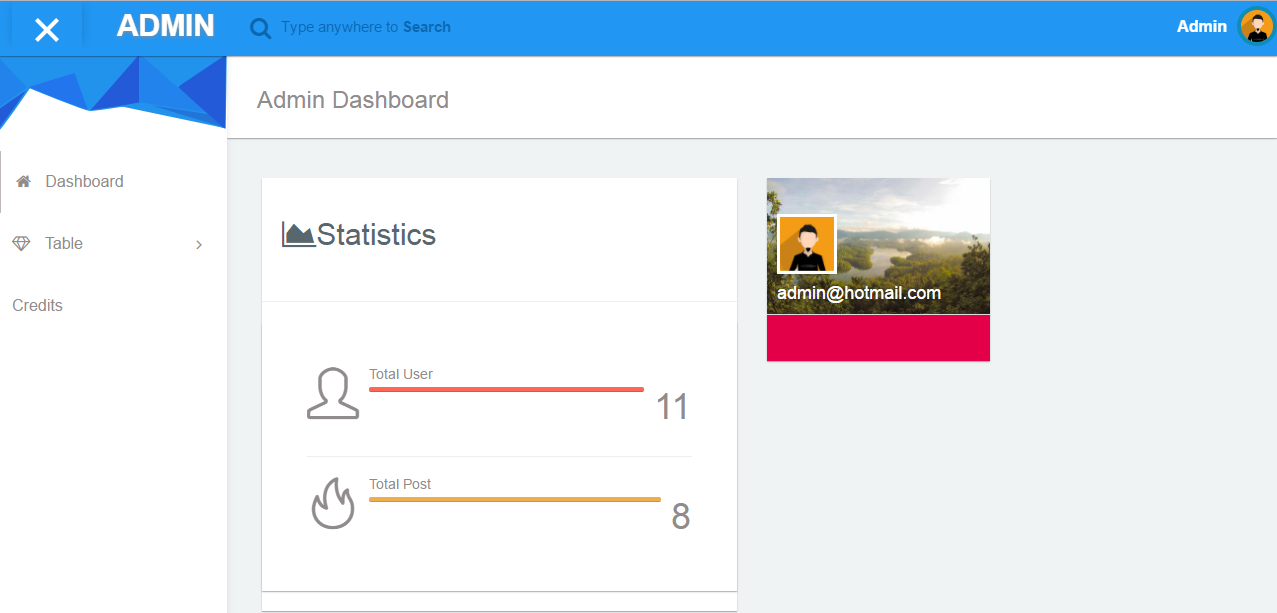 ADMIN
Type anywhere to Search
Admin
Admin Dashboard
Dashboard
Table
Credits
Statistics
Total User
11
Total Post
8
admin@hotmail.com